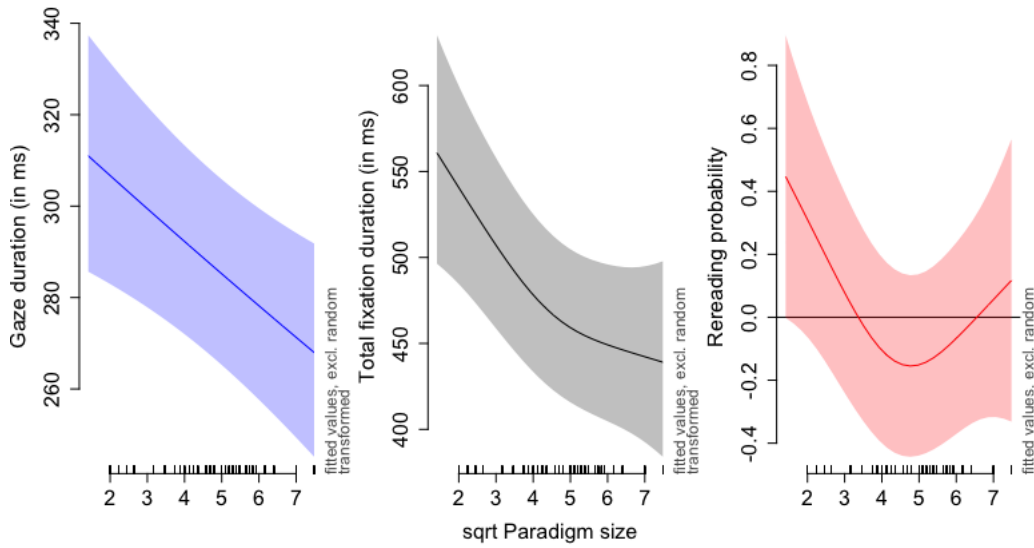 Gaze duration (in ms)
340
320
300
280
260
2 3 4 5 6 7
fitted values, excl. random
transformed
Total fixation duration (in ms)
600
550
500
450
400
2 3 4 5 6 7
fitted values, excl. random
transformed
sqrt Paradigm size
Rereading probability
0.8
0.6
0.4
0.2
0.0
-0.2
-0.4
2 3 4 5 6 7
fitted values, excl. random